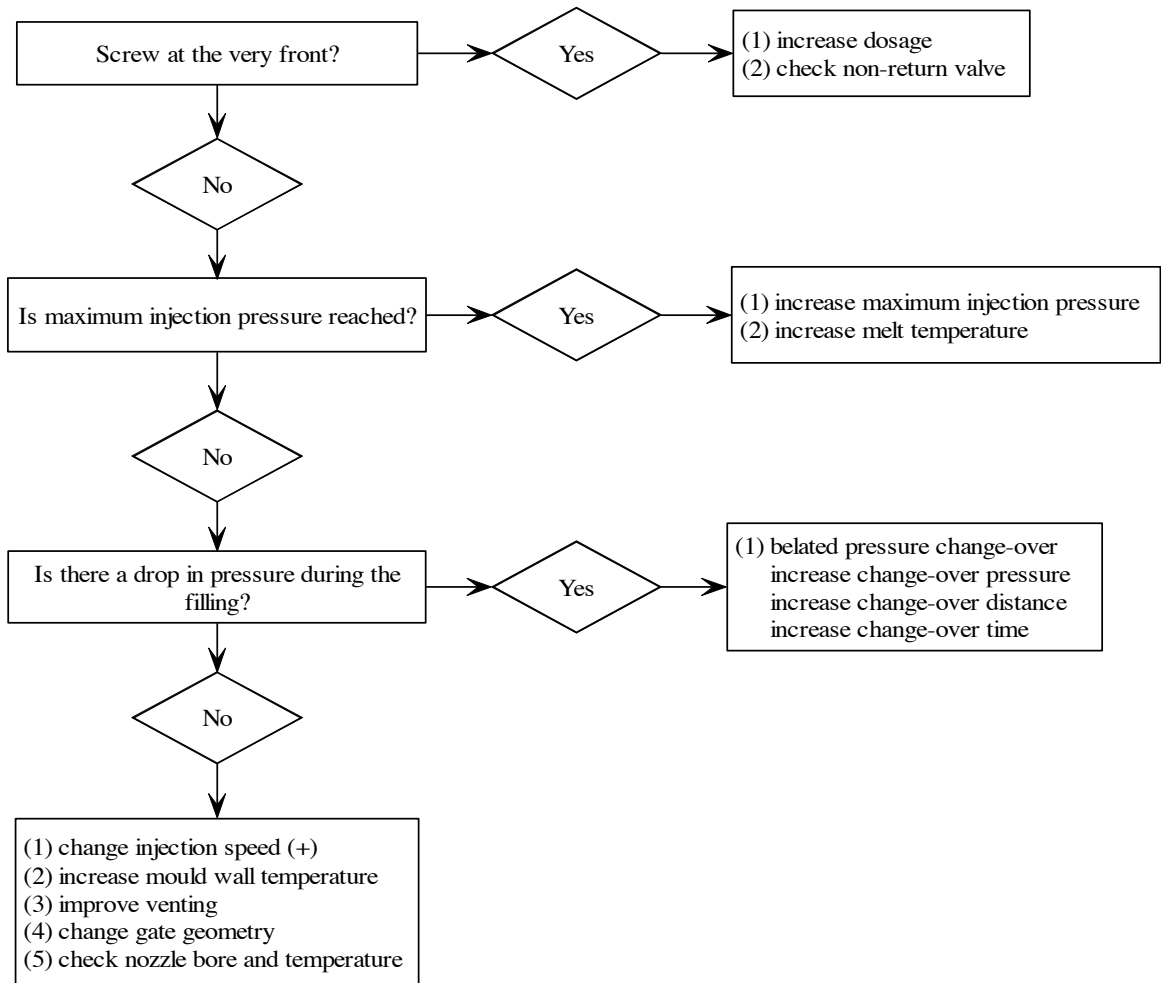 Screw at the very front?
Yes
(1) increase dosage
(2) check non-return valve
No
Is maximum injection pressure reached?
Yes
(1) increase maximum injection pressure
(2) increase melt temperature
No
Is there a drop in pressure during the
filling?
Yes
(1) belated pressure change-over
increase change-over pressure
increase change-over distance
increase change-over time
No
(1) change injection speed (+)
(2) increase mould wall temperature
(3) improve venting
(4) change gate geometry
(5) check nozzle bore and temperature